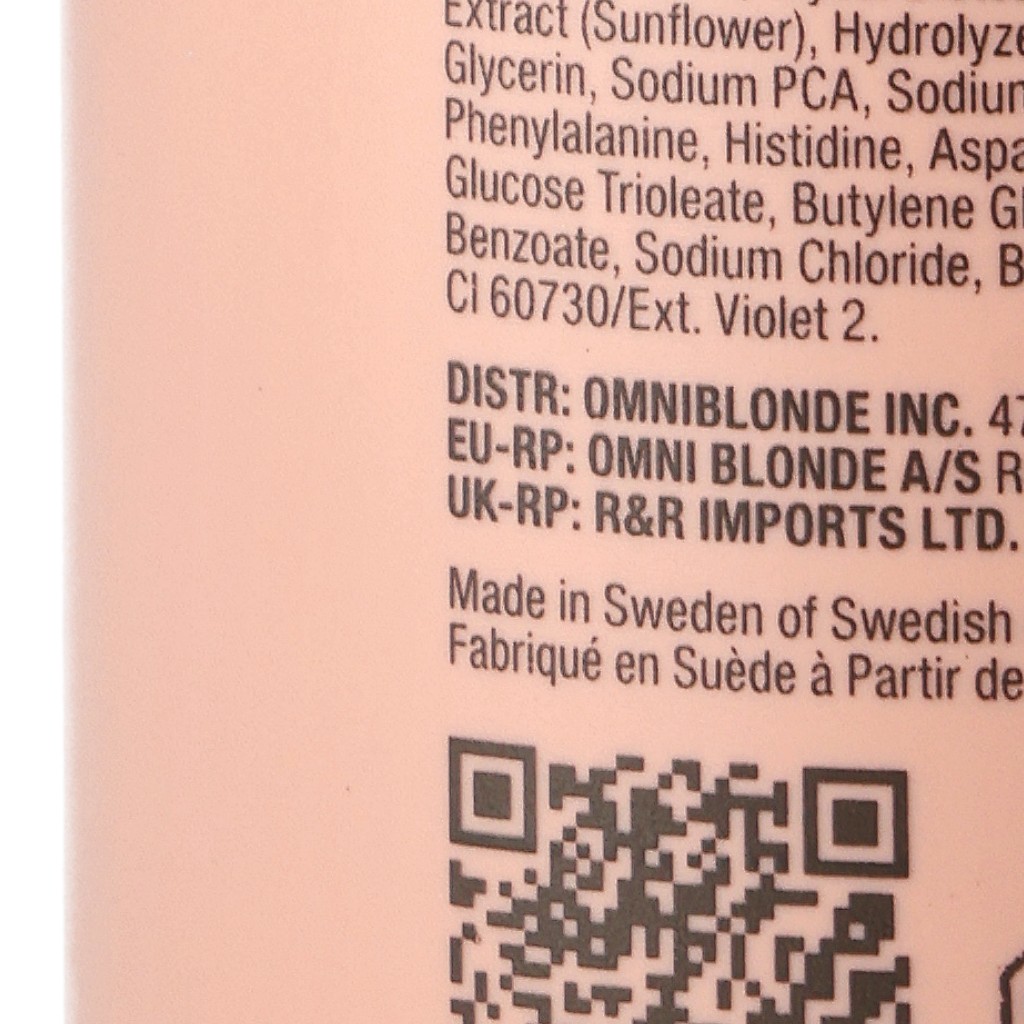 Extract (Sunflower), Hydrolyze
Glycerin, Sodium PCA, Sodium
Phenylalanine, Histidine, Aspa
Glucose Trioleate, Butylene Gl
Benzoate, Sodium Chloride, B
CI 60730/Ext. Violet 2.
DISTR: OMNIBLONDE INC. 47
EU-RP: OMNI BLONDE A/S R
UK-RP: R&R IMPORTS LTD.
Made in Sweden of Swedish
Fabriqué en Suède à Partir de